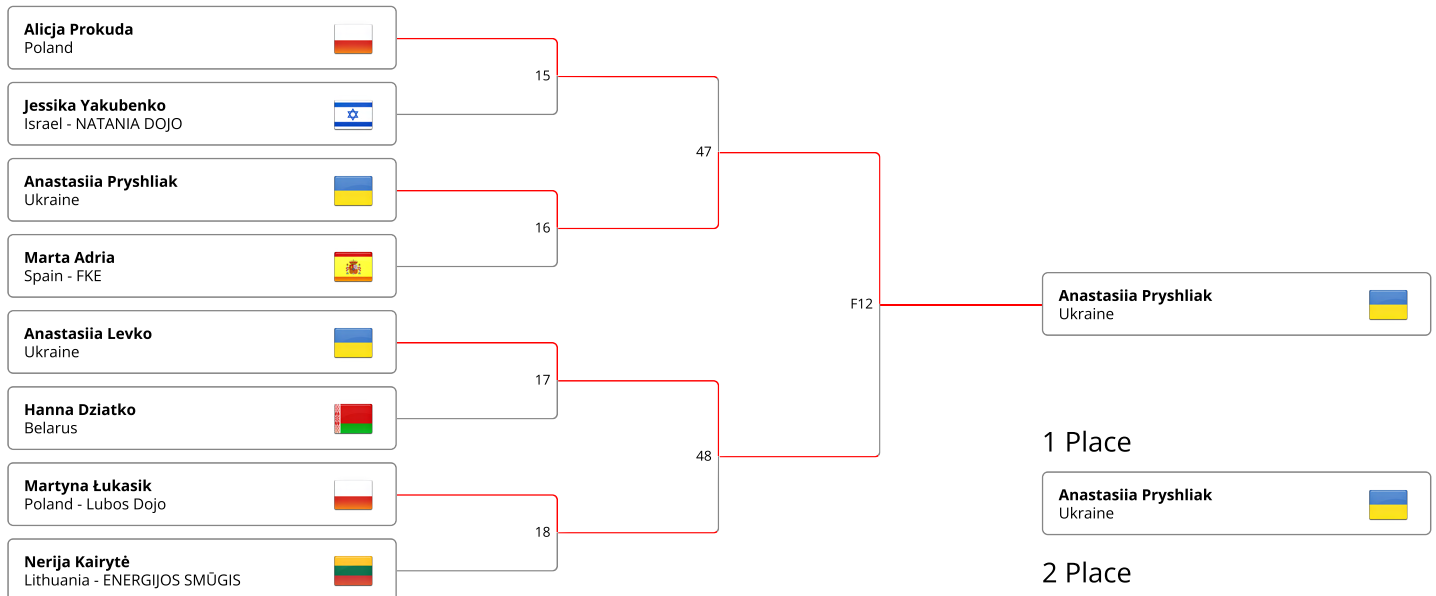 Alicja Prokuda
Poland
Jessika Yakubenko
Israel - NATANIA DOJO
Anastasiia Pryshliak
Ukraine
Marta Adria
Spain - FKE
Anastasiia Levko
Ukraine
Hanna Dziatko
Belarus
Martyna Łukasik
Poland - Lubos Dojo
Nerija Kairytė
Lithuania - ENERGIJOS SMŪGIS
15
16
17
18
47
48
F12
Anastasiia Pryshliak
Ukraine
1 Place
Anastasiia Pryshliak
Ukraine
2 Place